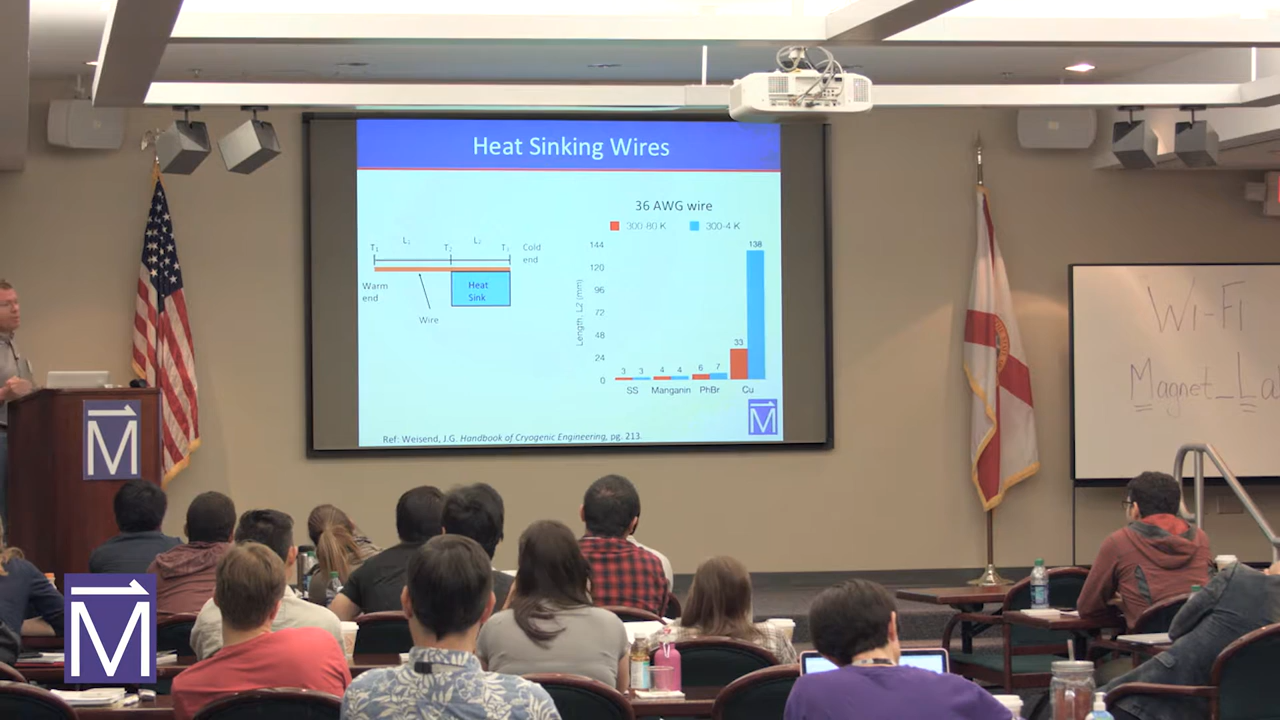 Heat Sinking Wires
36 AWG wire
300-80 K 300-4 K
T1 L1 T2 L2 T3
Cold
end
Warm
end
Heat
Sink
Wire
Length, L2 (mm)
144
120
96
72
48
24
0
3 3 4 4 6 7 33 138
SS Manganin PhBr Cu
M
Ref: Weisend, J.G. Handbook of Cryogenic Engineering, pg. 213.
M
Wi-Fi
Magnet_La
M